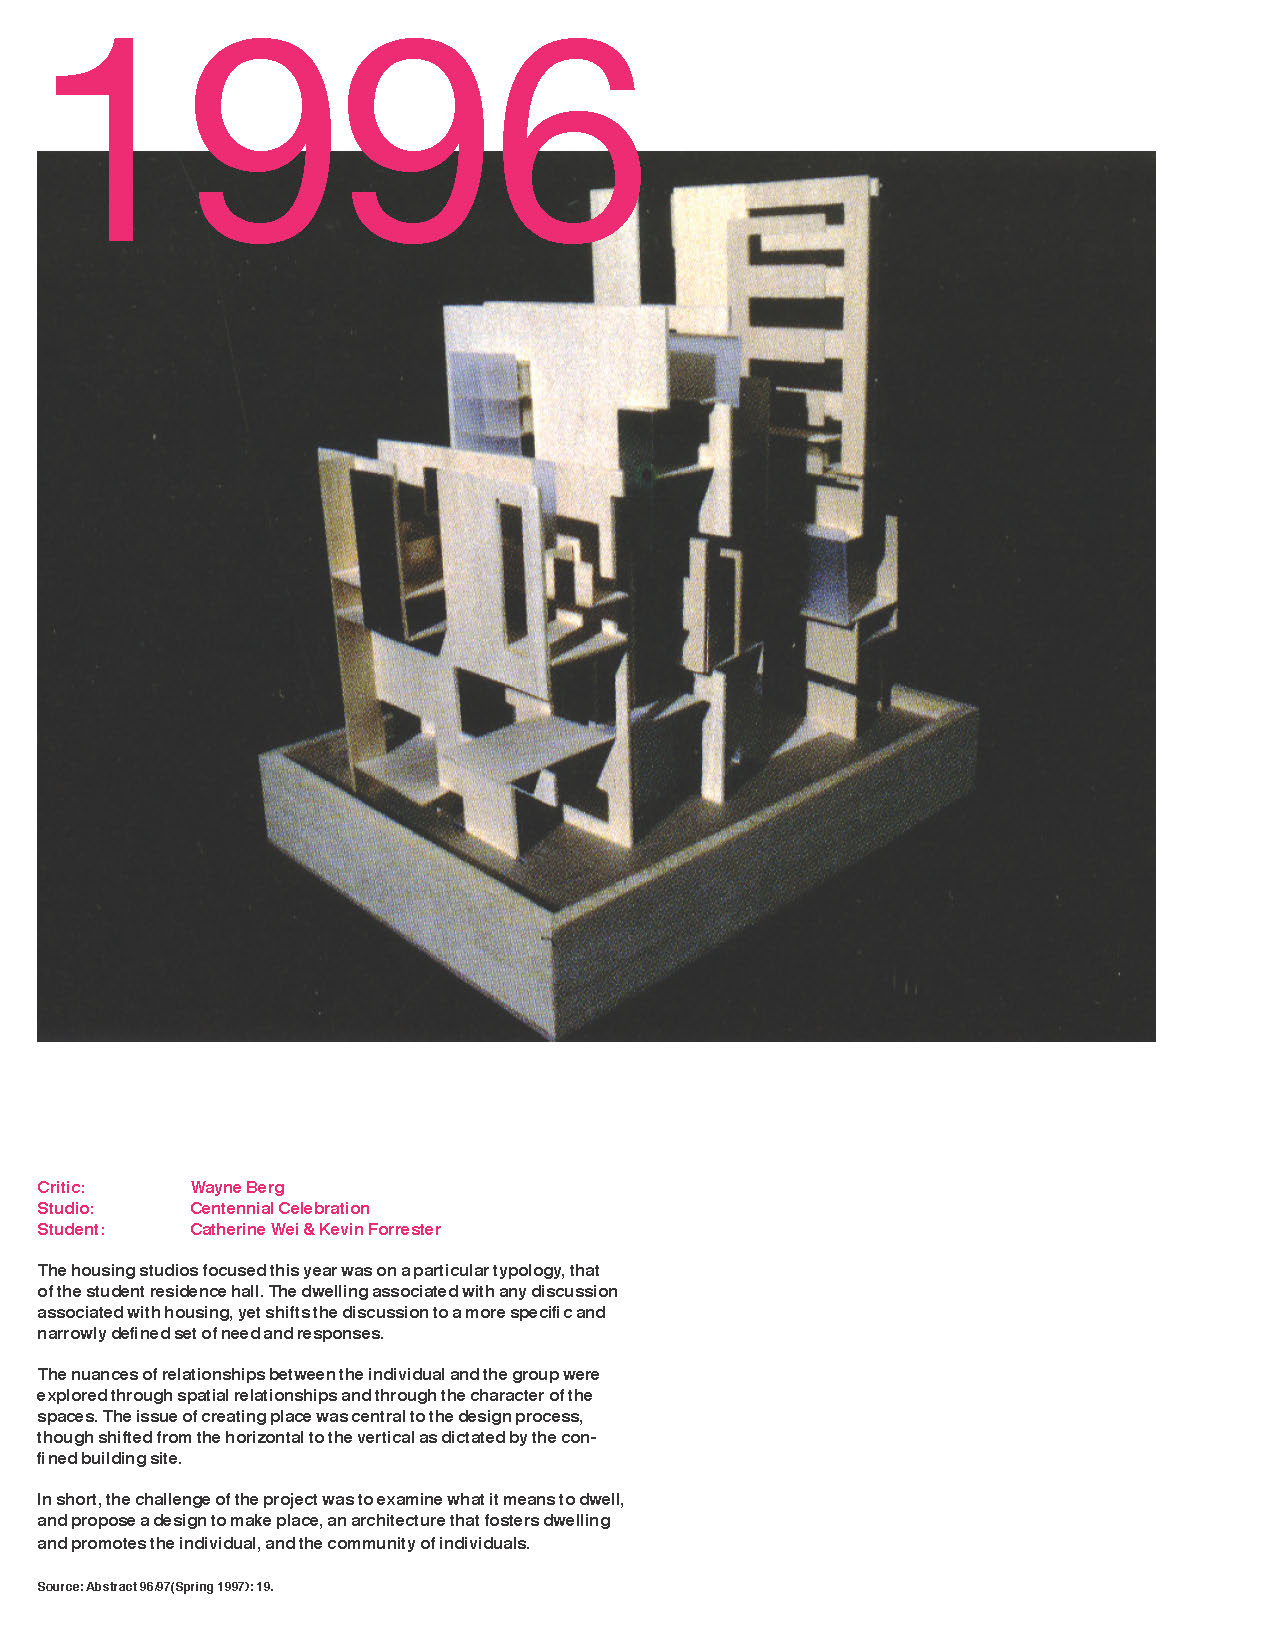 1996
Critic: Wayne Berg
Studio: Centennial Celebration
Student: Catherine Wei & Kevin Forrester
The housing studios focused this year was on a particular typology, that
of the student residence hall. The dwelling associated with any discussion
associated with housing, yet shifts the discussion to a more specific and
narrowly defined set of need and responses.
The nuances of relationships between the individual and the group were
explored through spatial relationships and through the character of the
spaces. The issue of creating place was central to the design process,
though shifted from the horizontal to the vertical as dictated by the con-
fined building site.
In short, the challenge of the project was to examine what it means to dwell,
and propose a design to make place, an architecture that fosters dwelling
and promotes the individual, and the community of individuals.
Source: Abstract 96/97(Spring 1997): 19.